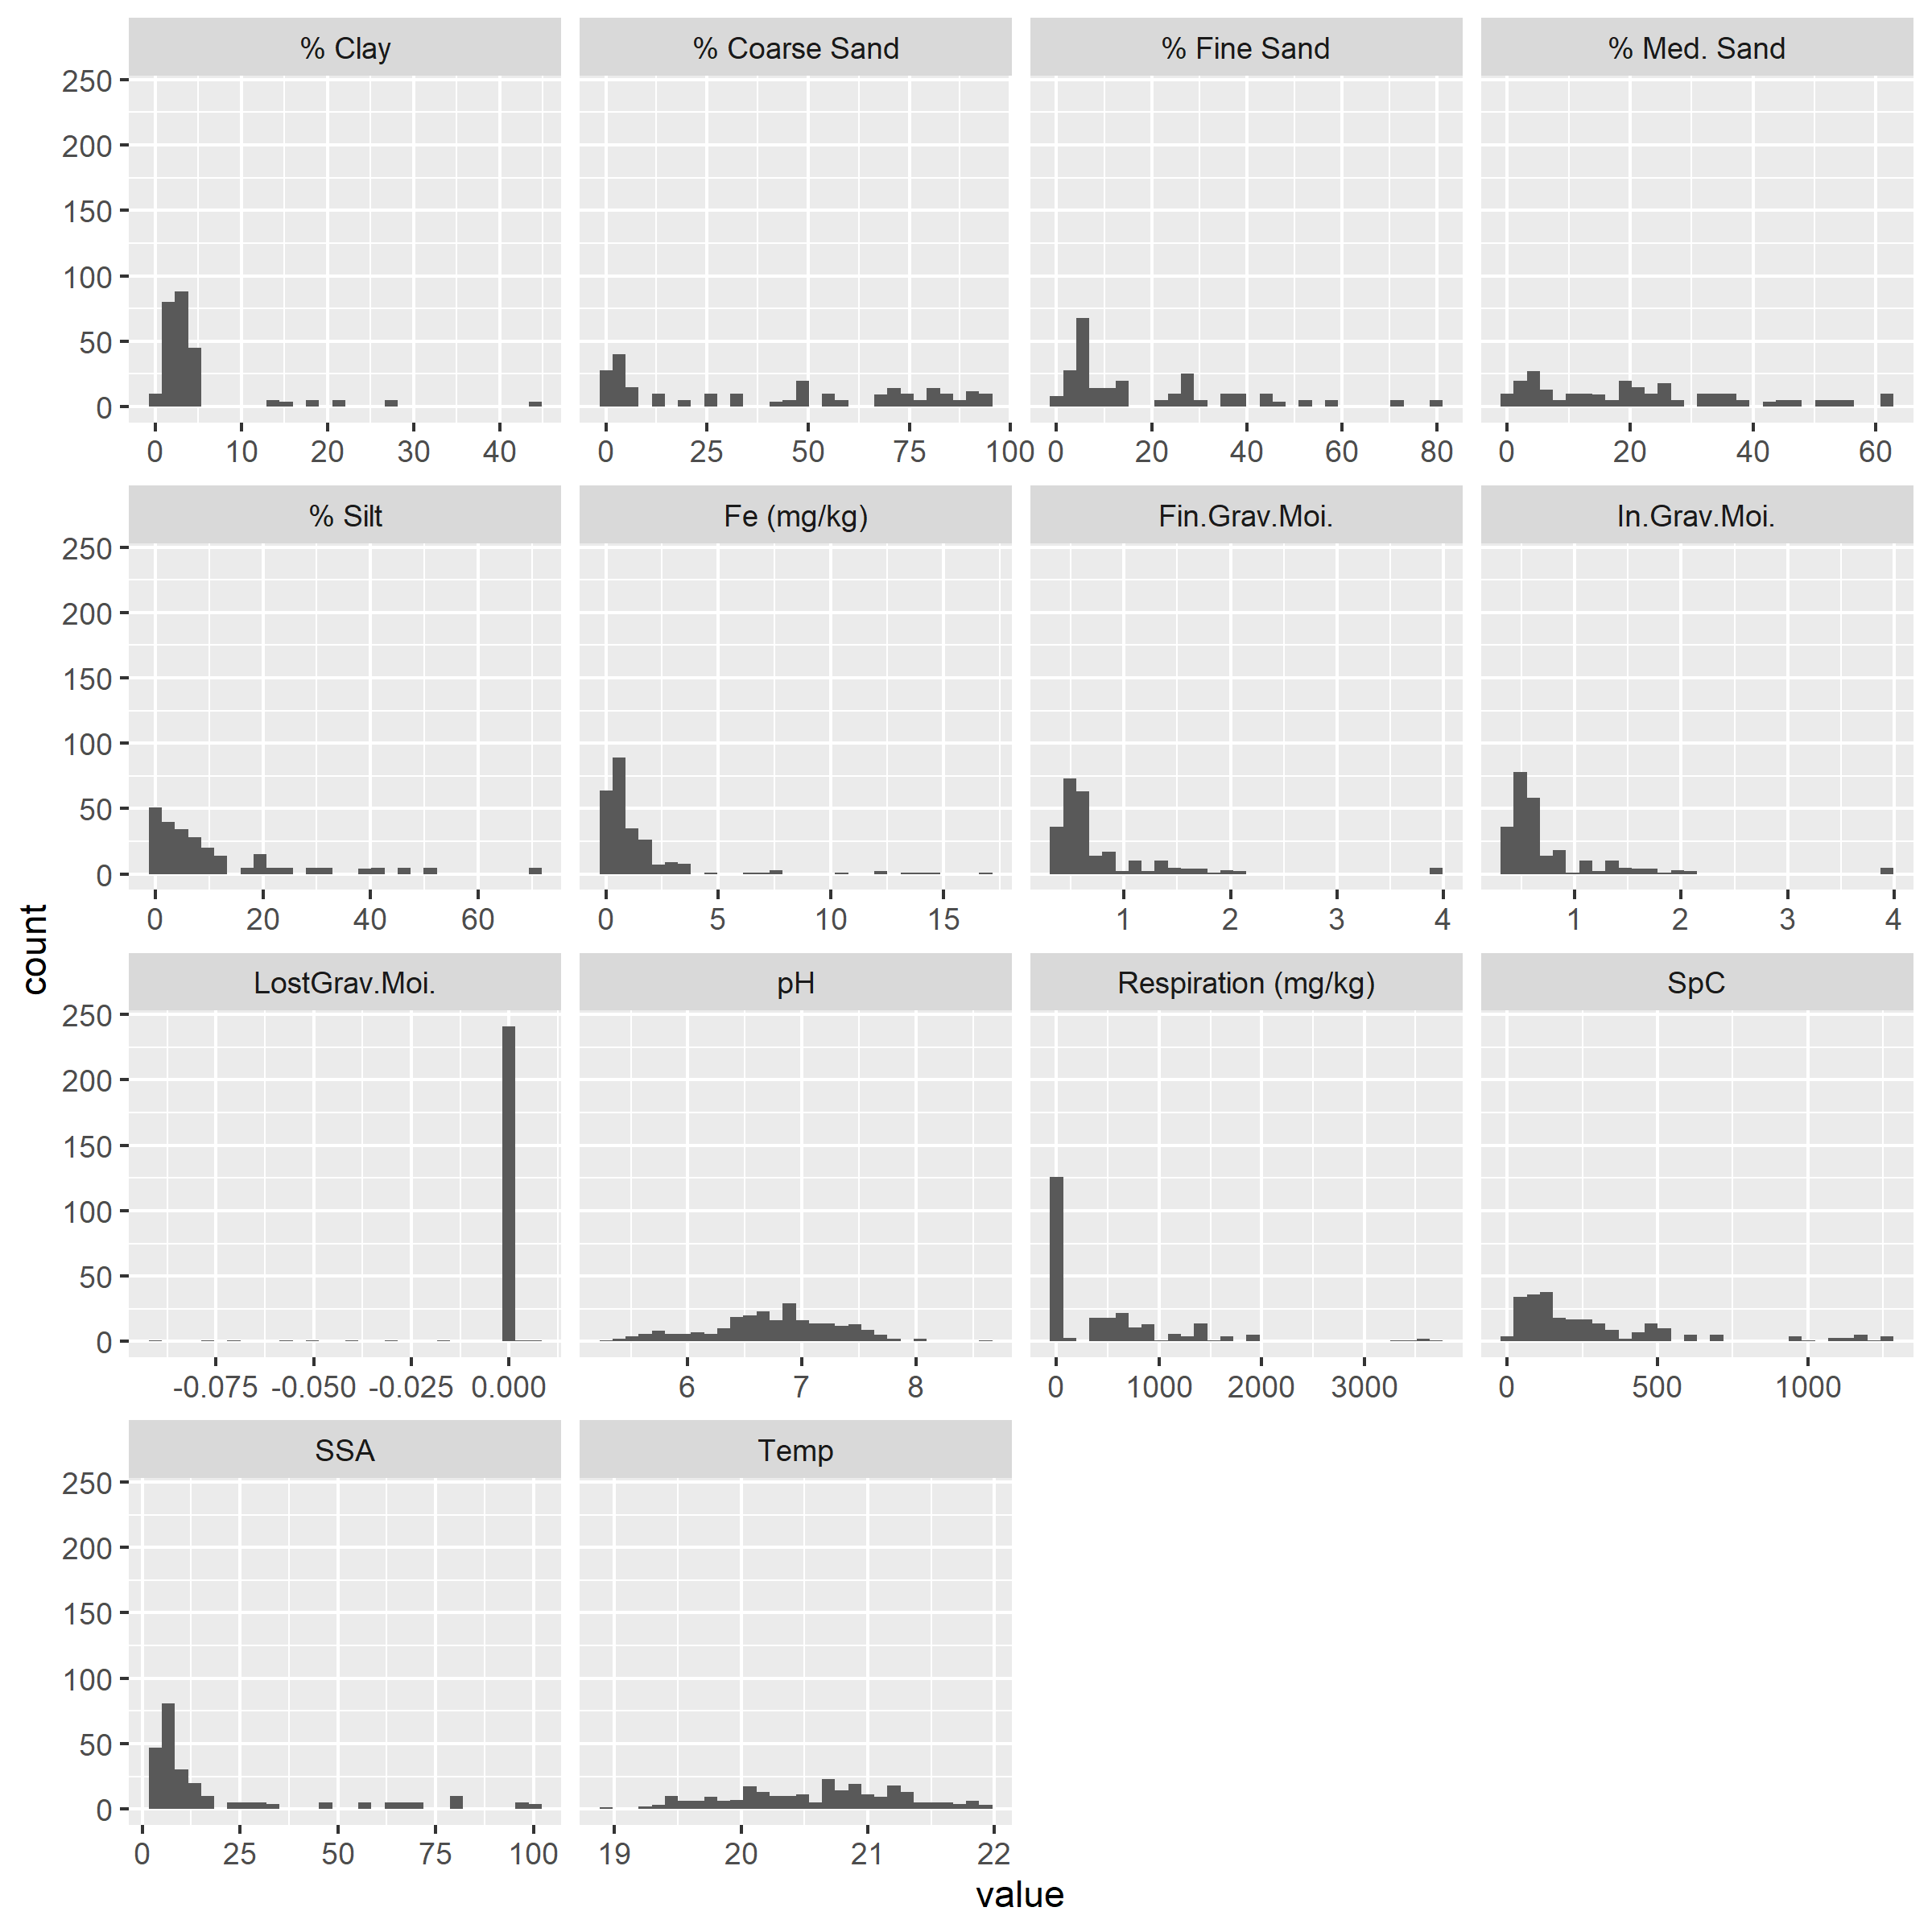 % Clay % Coarse Sand % Fine Sand % Med. Sand
250
200
150
100
50
0
0 10 20 30 40 0 25 50 75 100 0 20 40 60 80 0 20 40 60
% Silt Fe (mg/kg) Fin.Grav.Moi. In.Grav.Moi.
250
200
150
100
50
0
0 20 40 60 0 5 10 15 1 2 3 4 1 2 3 4
count
LostGrav.Moi. pH Respiration (mg/kg) SpC
250
200
150
100
50
0
-0.075 -0.050 -0.025 0.000 6 7 8 0 1000 2000 3000 0 500 1000
SSA Temp
250
200
150
100
50
0
0 25 50 75 100 19 20 21 22
value